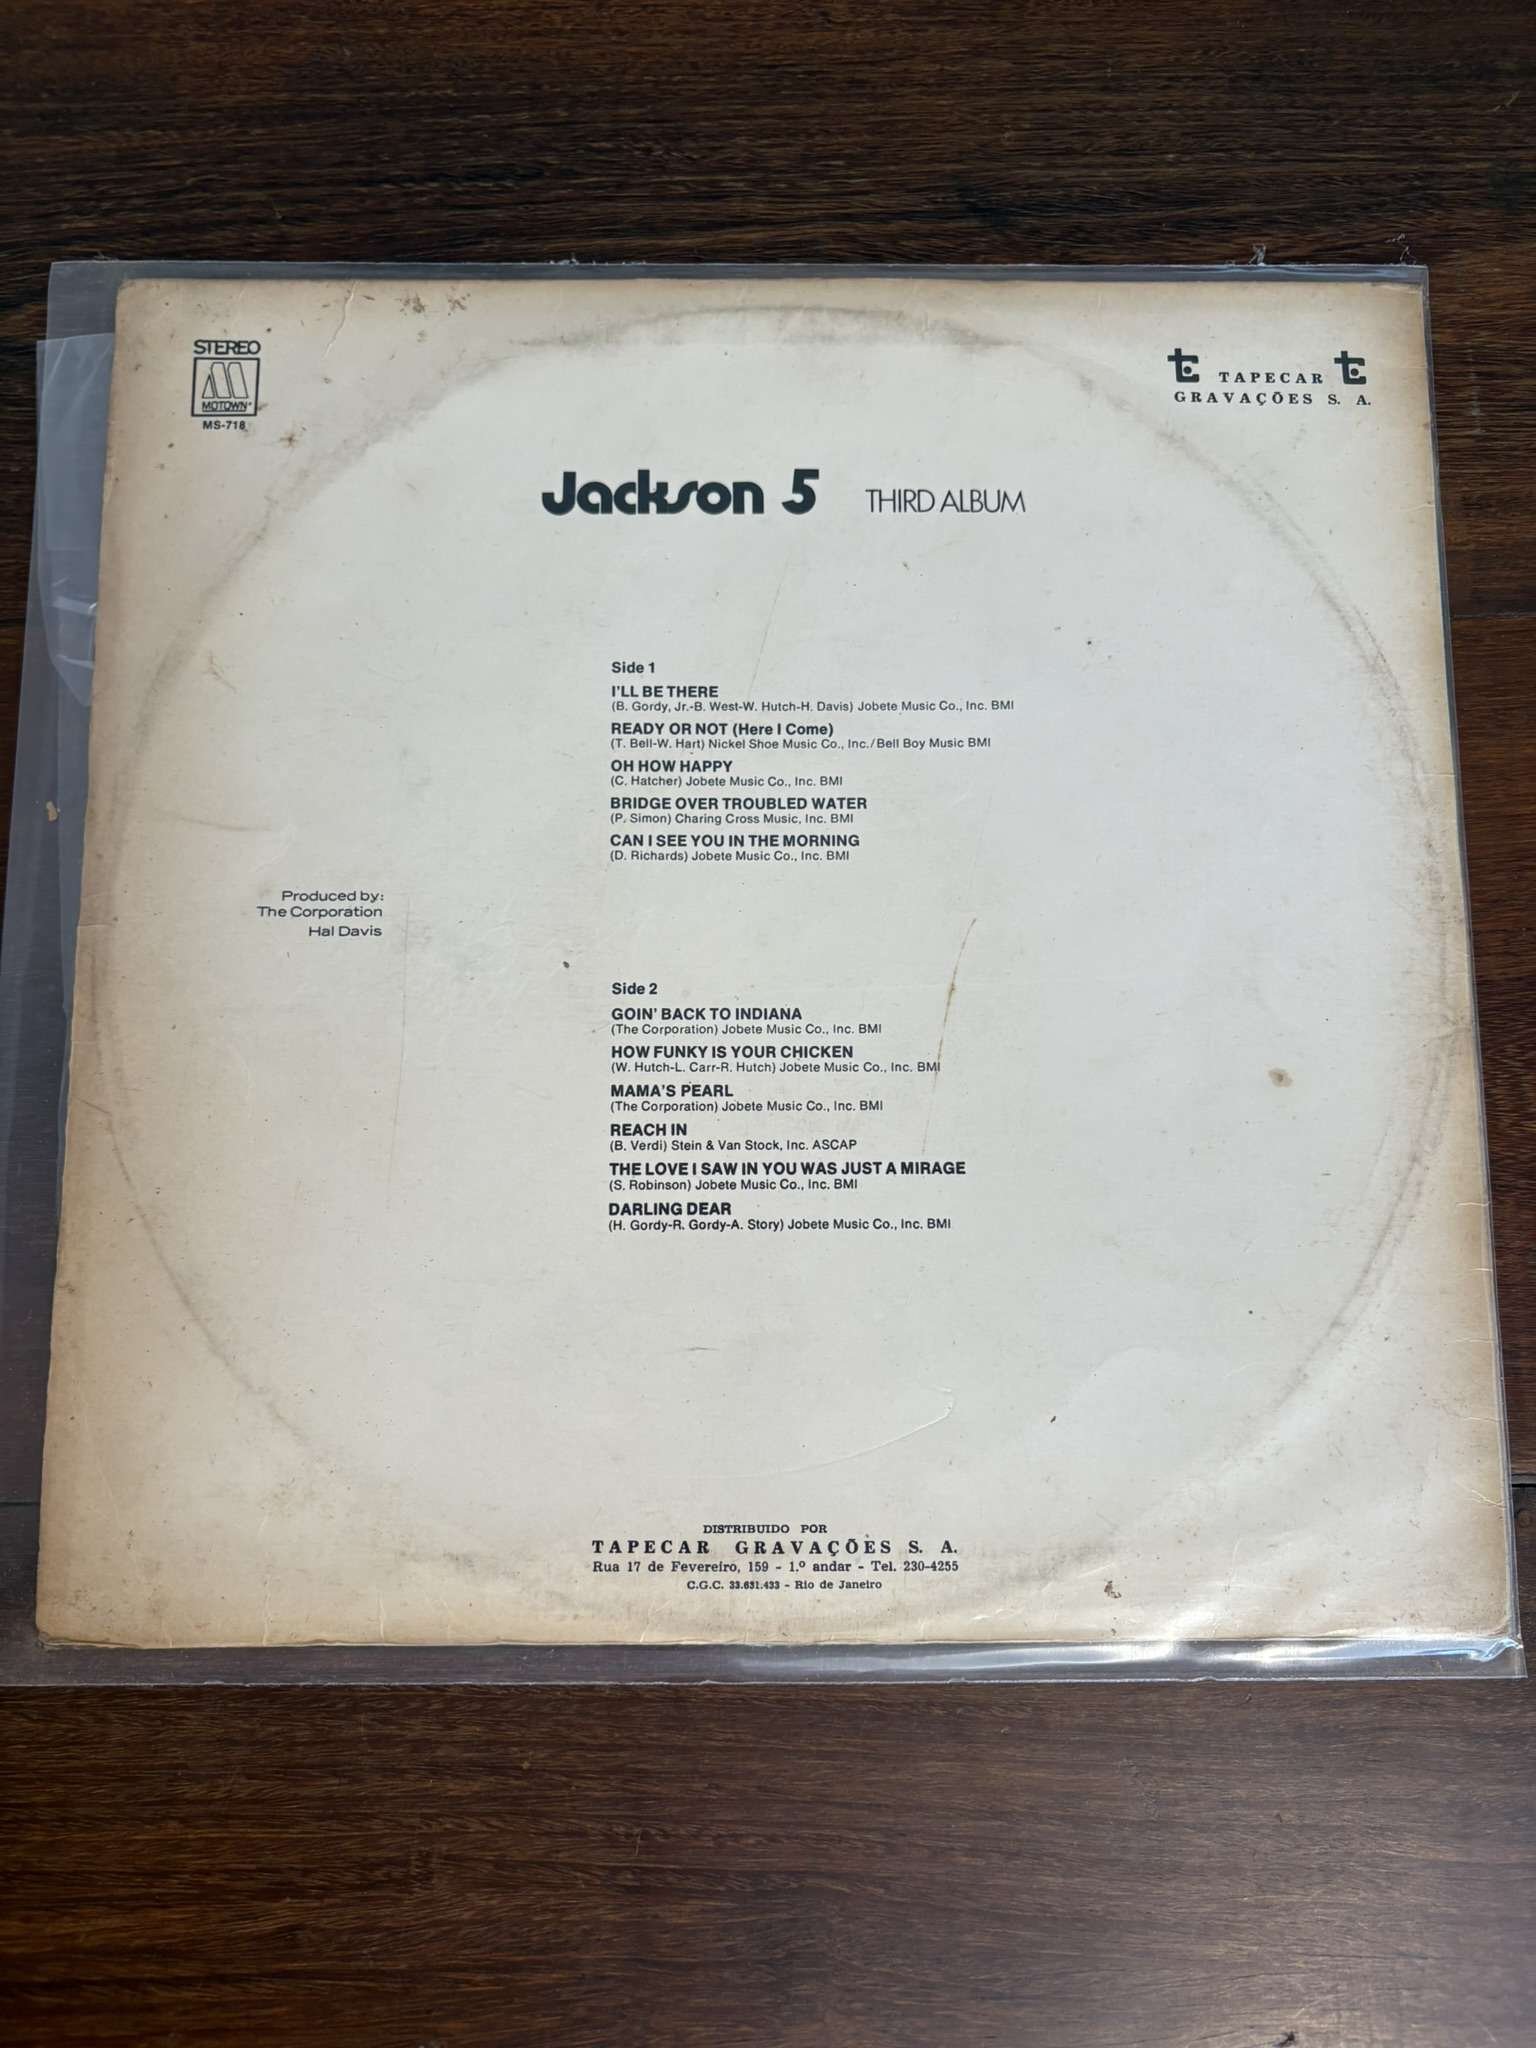 STEREO
MOTOWN®
MS-718
TAPECAR
GRAVAÇÕES S. A.
Jackson 5 THIRD ALBUM
Side 1
I'LL BE THERE
(B. Gordy, Jr.-B. West-W. Hutch-H. Davis) Jobete Music Co., Inc. BMI
READY OR NOT (Here I Come)
(T. Bell-W. Hart) Nickel Shoe Music Co., Inc./Bell Boy Music BMI
OH HOW HAPPY
(C. Hatcher) Jobete Music Co., Inc. BMI
BRIDGE OVER TROUBLED WATER
(P. Simon) Charing Cross Music, Inc. BMI
CAN I SEE YOU IN THE MORNING
(D. Richards) Jobete Music Co., Inc. BMI
Produced by:
The Corporation
Hal Davis
Side 2
GOIN' BACK TO INDIANA
(The Corporation) Jobete Music Co., Inc. BMI
HOW FUNKY IS YOUR CHICKEN
(W. Hutch-L. Carr-R. Hutch) Jobete Music Co., Inc. BMI
MAMA'S PEARL
(The Corporation) Jobete Music Co., Inc. BMI
REACH IN
(B. Verdi) Stein & Van Stock, Inc. ASCAP
THE LOVE I SAW IN YOU WAS JUST A MIRAGE
(S. Robinson) Jobete Music Co., Inc. BMI
DARLING DEAR
(H. Gordy-R. Gordy-A. Story) Jobete Music Co., Inc. BMI
DISTRIBUIDO POR
TAPECAR GRAVAÇÕES S. A.
Rua 17 de Fevereiro, 159 - 1.º andar - Tel. 230-4255
C.G.C. 33.631.433 - Rio de Janeiro